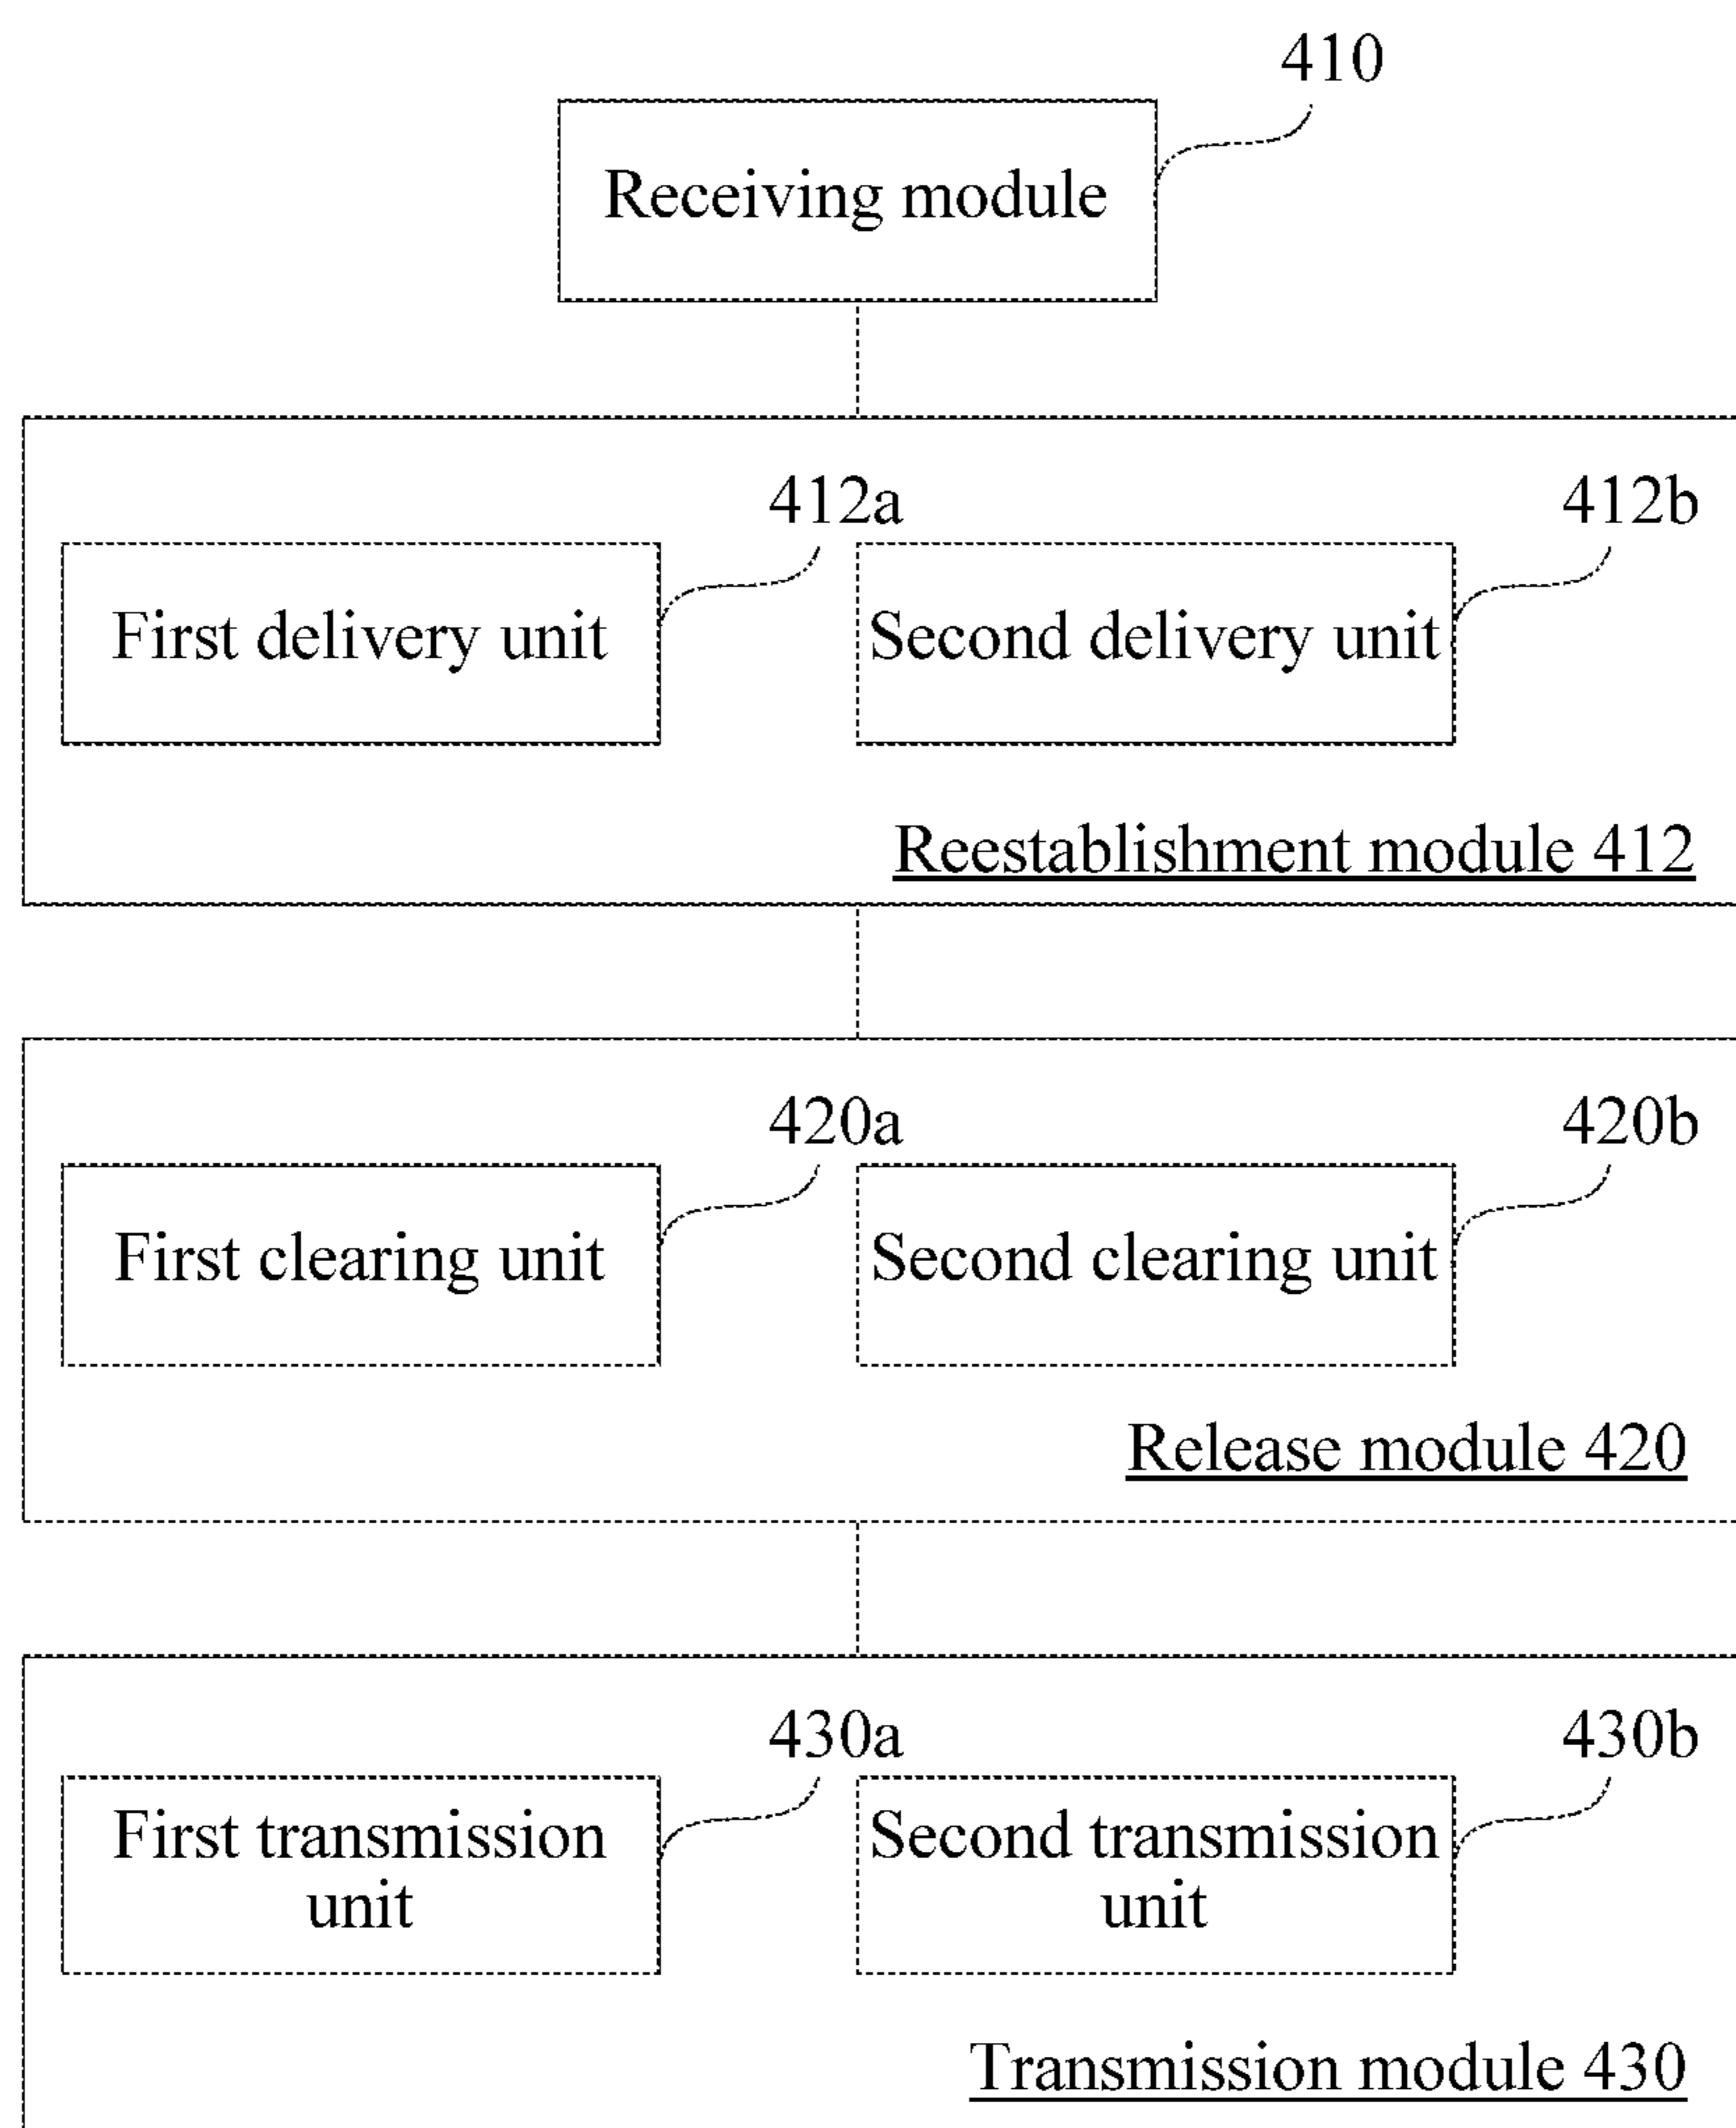 410
Receiving module
412a
412b
First delivery unit
Second delivery unit
Reestablishment module 412
420a
420b
First clearing unit
Second clearing unit
Release module 420
430a
430b
First transmission
unit
Second transmission
unit
Transmission module 430